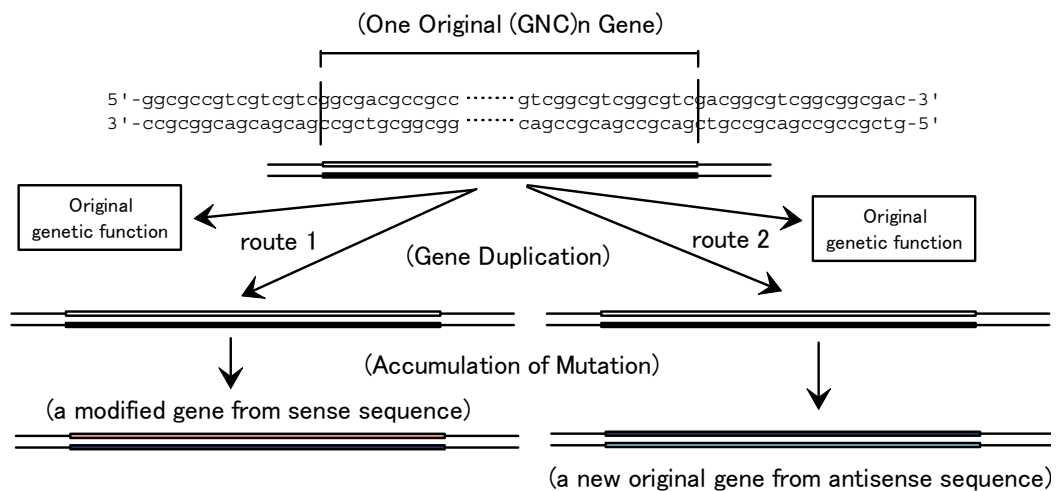 (One Original (GNC)n Gene)
5'-ggcgccgtcgtcgtcggcgacgccgcc ······· gtcggcgtcggcgtcgacggcgtcggcggcgac-3'
3'-ccgcggcagcagcagccgctgcggcgg ······· cagccgcagccgcagctgccgcagccgccgctg-5'
Original
genetic function
route 1
(Gene Duplication)
route 2
Original
genetic function
(Accumulation of Mutation)
(a modified gene from sense sequence)
(a new original gene from antisense sequence)